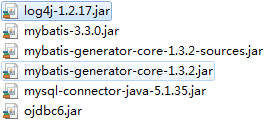 log4j-1.2.17.jar
mybatis-3.3.0.jar
mybatis-generator-core-1.3.2-sources.jar
mybatis-generator-core-1.3.2.jar
mysql-connector-java-5.1.35.jar
ojdbc6.jar